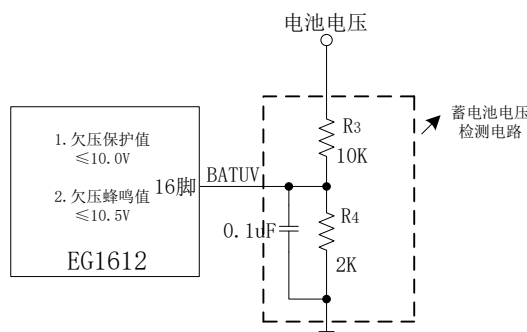 电池电压
蓄电池电压
检测电路
R3
10K
1.欠压保护值
≤10.0V
2.欠压蜂鸣值
≤10.5V
16脚
BATUV
0.1uF
R4
2K
EG1612